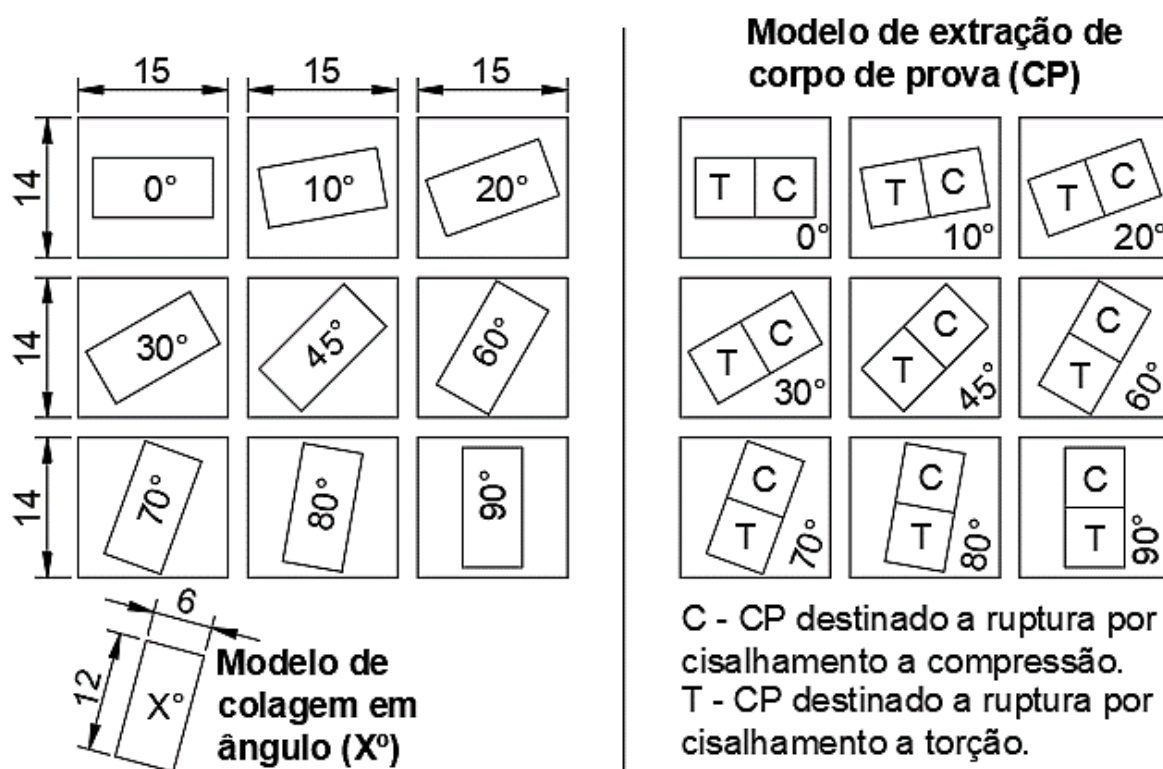 15 15 15
14
0° 10° 20°
14
30° 45° 60°
14
70° 80° 90°
6
12
X°
Modelo de
colagem em
ângulo (Xº)
Modelo de extração de
corpo de prova (CP)
T C T C T C
0° 10° 20°
T C T C T C
30° 45° 60°
C C C
T T T
70° 80° 90°
C - CP destinado a ruptura por
cisalhamento a compressão.
T - CP destinado a ruptura por
cisalhamento a torção.